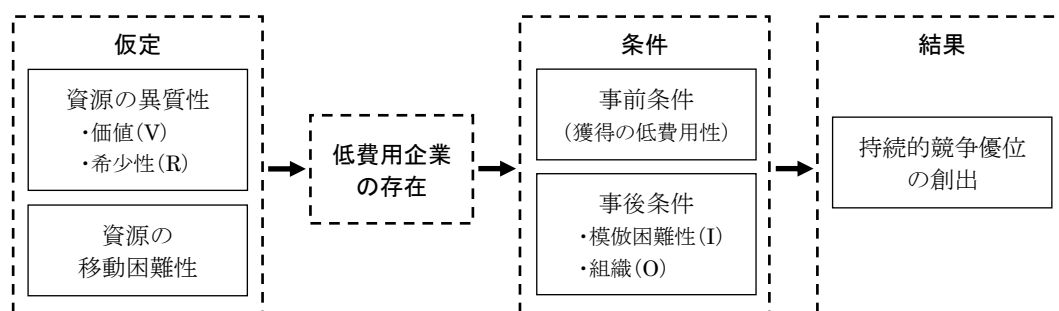 仮定
資源の異質性
・価値(V)
・希少性(R)
資源の
移動困難性
低費用企業
の存在
条件
事前条件
(獲得の低費用性)
事後条件
・模倣困難性(I)
・組織(O)
結果
持続的競争優位
の創出